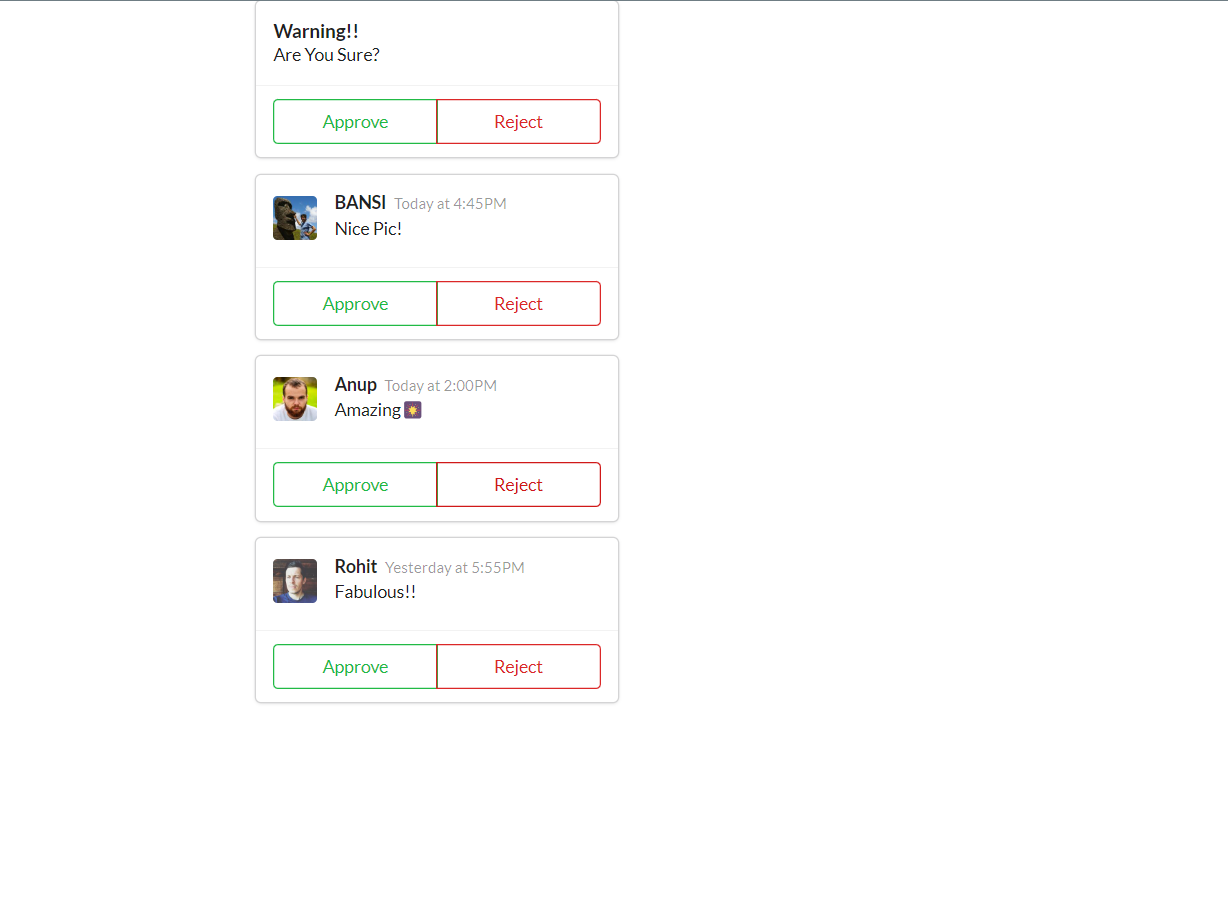 Warning!!
Are You Sure?
Approve Reject
BANSI Today at 4:45PM
Nice Pic!
Approve Reject
Anup Today at 2:00PM
Amazing
Approve Reject
Rohit Yesterday at 5:55PM
Fabulous!!
Approve Reject